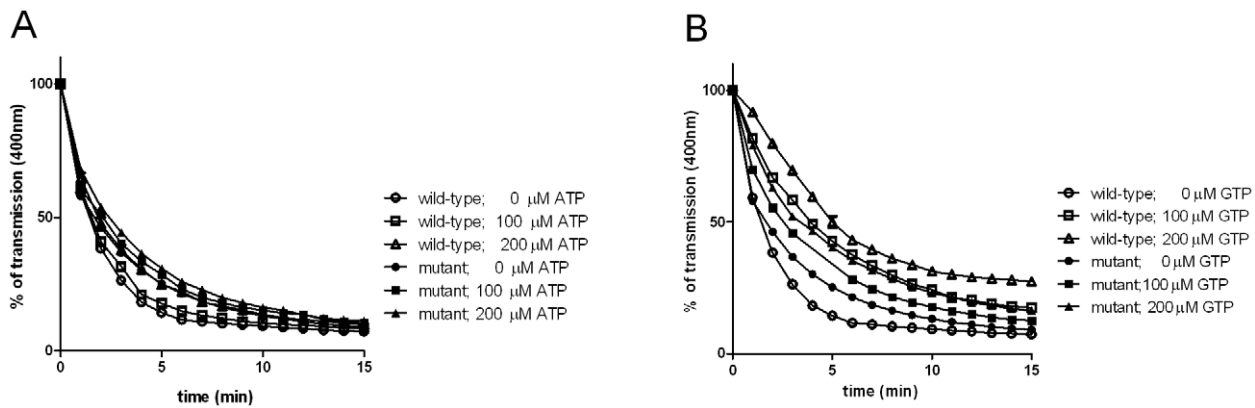 A
% of transmission (400nm)
100
50
0
0 5 10 15
time (min)
wild-type; 0 μM ATP
wild-type; 100 μM ATP
wild-type; 200 μM ATP
mutant; 0 μM ATP
mutant; 100 μM ATP
mutant; 200 μM ATP
B
% of transmission (400nm)
100
50
0
0 5 10 15
time (min)
wild-type; 0 μM GTP
wild-type; 100 μM GTP
wild-type; 200 μM GTP
mutant; 0 μM GTP
mutant; 100 μM GTP
mutant; 200 μM GTP